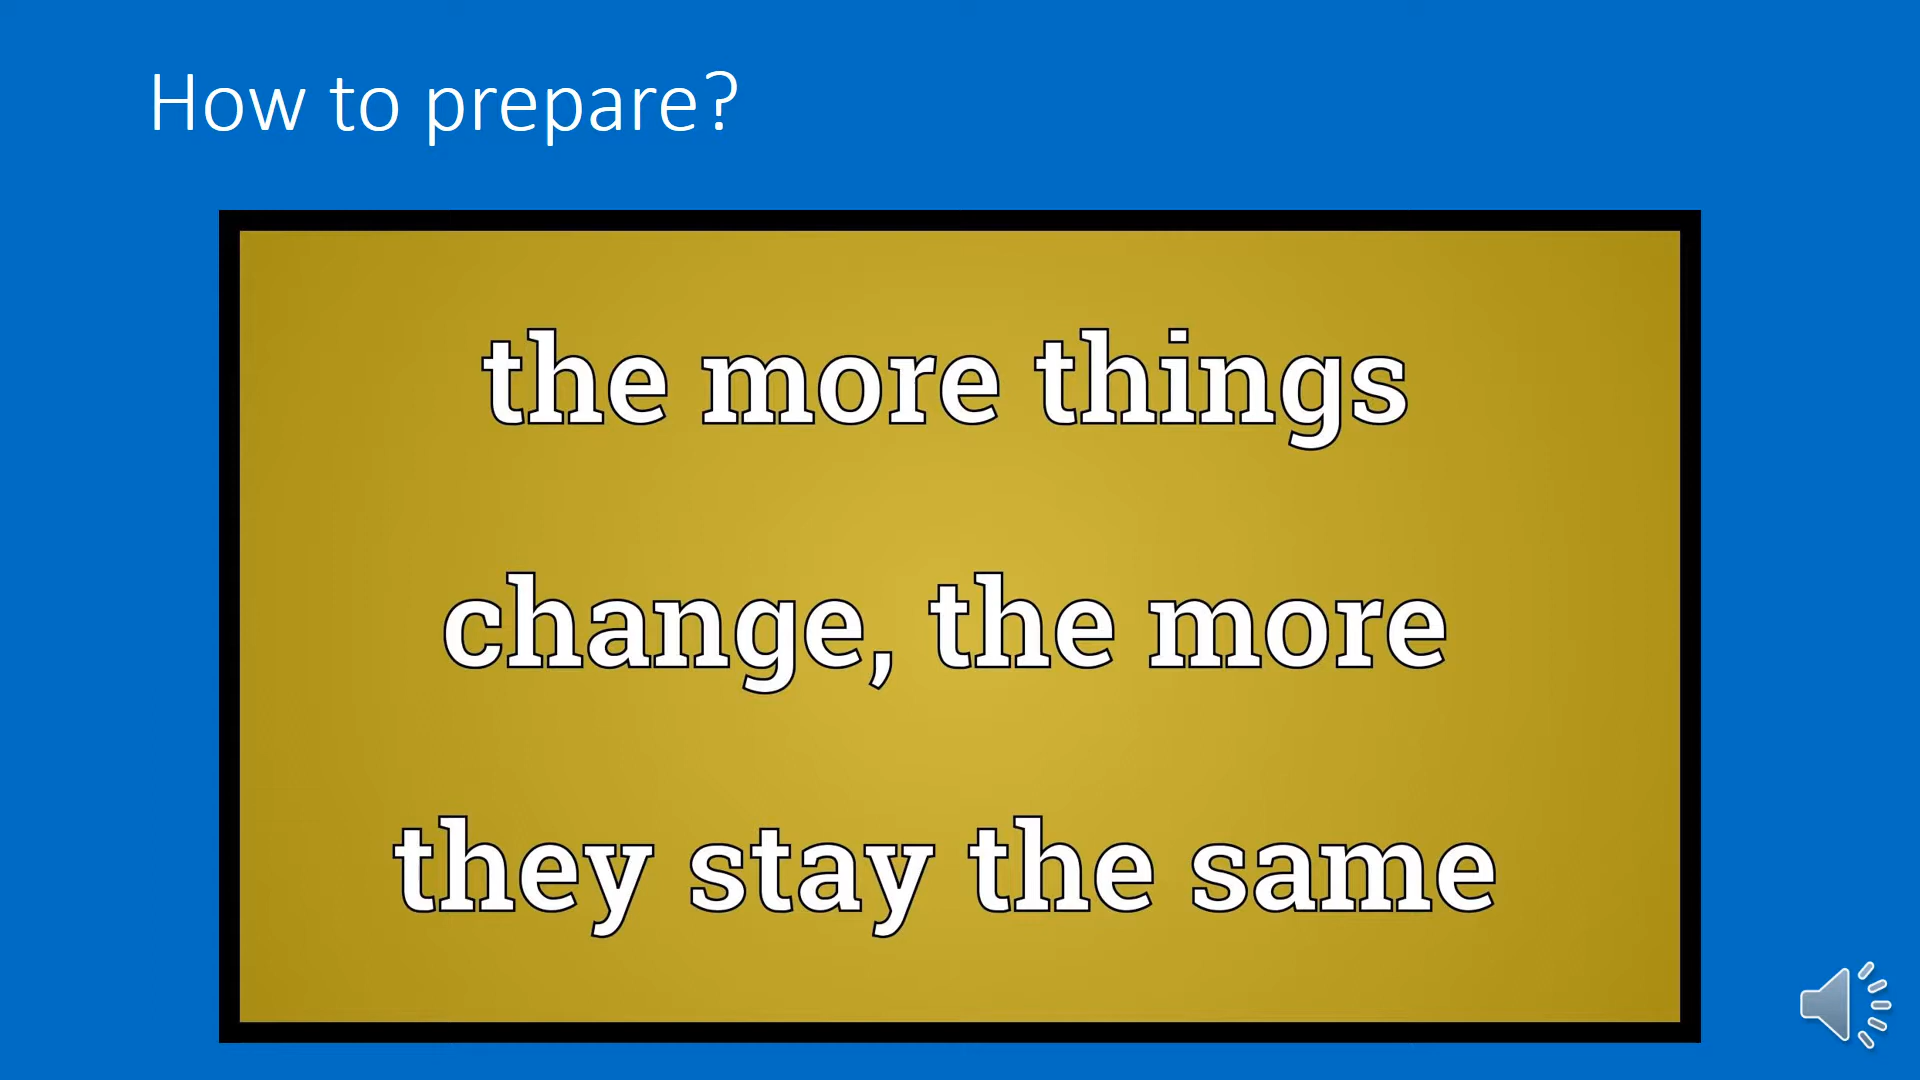 How to prepare?
the more things
change, the more
they stay the same